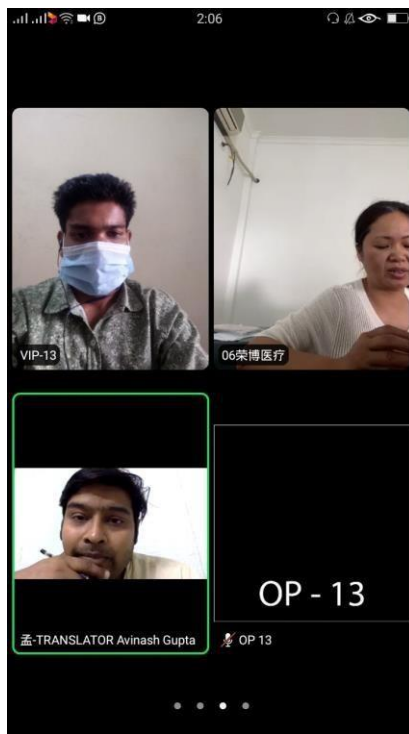 2:06
VIP-13
06荣博医疗
OP - 13
孟-TRANSLATOR Avinash Gupta
OP 13